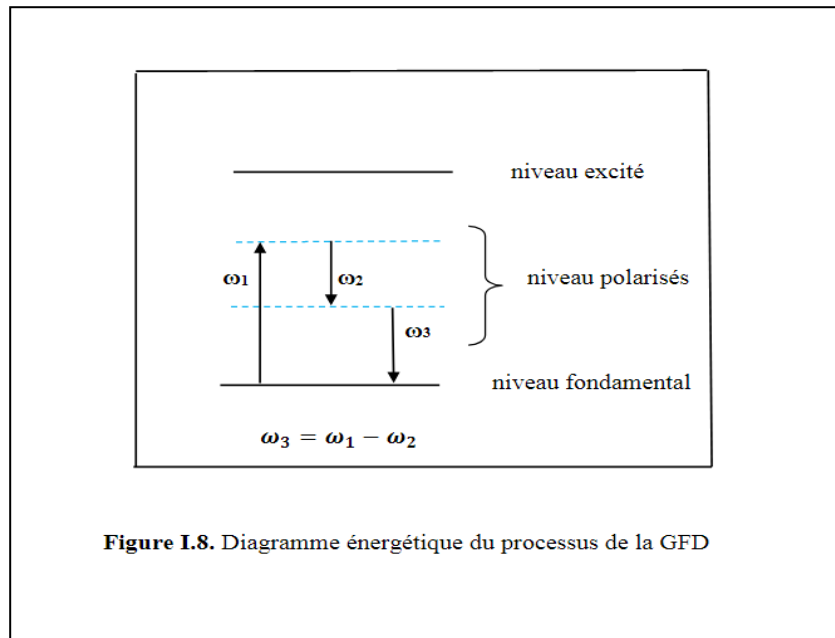 niveau excité
niveau polarisés
ω1
ω2
ω3
niveau fondamental
ω₃ = ω₁ − ω₂
Figure I.8. Diagramme énergétique du processus de la GFD